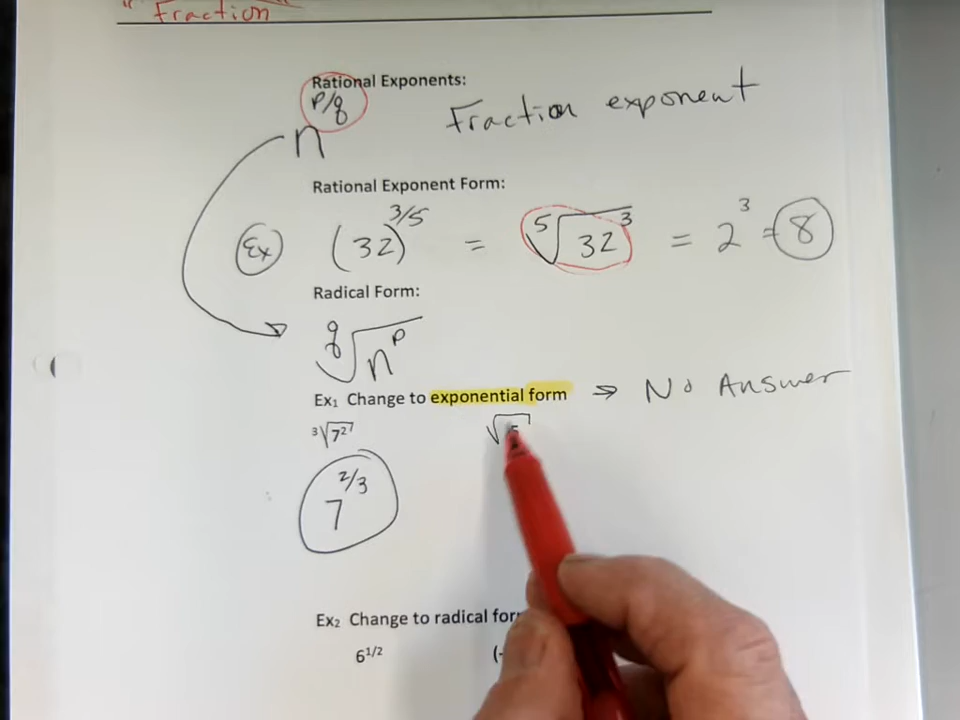 Fraction
Rational Exponents:
n^{p/q} Fraction exponent
Rational Exponent Form:
Ex (32)^{3/5} = ⁵√32³ = 2³ = 8
Radical Form:
q√n^p
Ex₁ Change to exponential form ⇒ No Answer
³√7² √5
7^{2/3}
Ex₂ Change to radical for
6^{1/2} (-